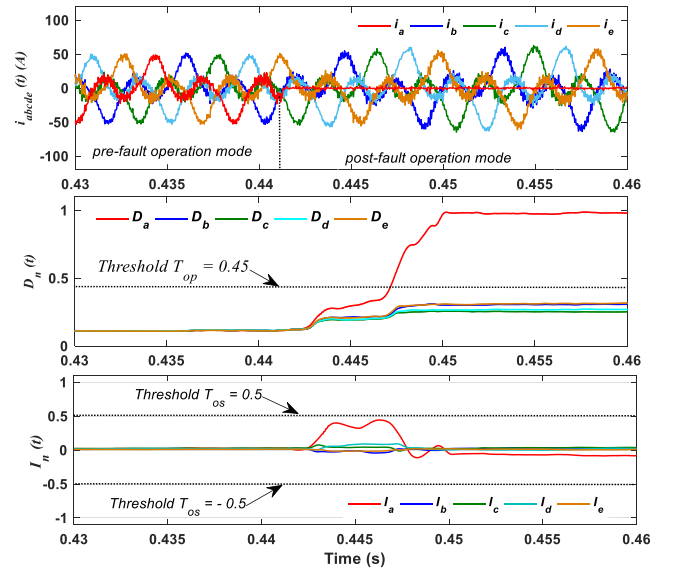 i_a i_b i_c i_d i_e
i_abcde (t) (A)
100
50
0
-50
-100
pre-fault operation mode
post-fault operation mode
0.43 0.435 0.44 0.445 0.45 0.455 0.46
D_a D_b D_c D_d D_e
D_n (t)
1
0.5
0
Threshold T_op = 0.45
0.43 0.435 0.44 0.445 0.45 0.455 0.46
I_n (t)
1
0.5
0
-0.5
-1
Threshold T_os = 0.5
Threshold T_os = - 0.5
I_a I_b I_c I_d I_e
0.43 0.435 0.44 0.445 0.45 0.455 0.46
Time (s)